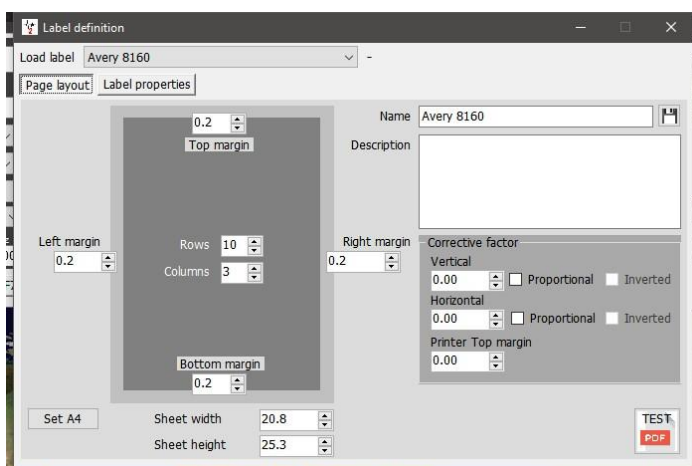 Label definition
Load label Avery 8160 -
Page layout Label properties
0.2
Top margin
Name Avery 8160
Description
Left margin
0.2
Rows 10
Columns 3
Right margin
0.2
Corrective factor
Vertical
0.00 Proportional Inverted
Horizontal
0.00 Proportional Inverted
Printer Top margin
0.00
Bottom margin
0.2
Set A4
Sheet width 20.8
Sheet height 25.3
TEST
PDF